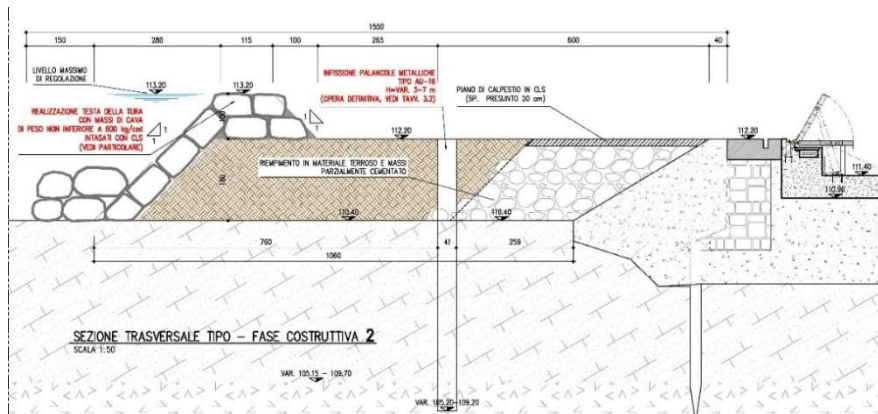 1550
150
280
115
100
265
600
40
LIVELLO MASSIMO
DI REGOLAZIONE
113.20
113.20
INFISSIONE PALANCOLE METALLICHE
TIPO AU-16
H=VAR. 3-7 m
(OPERA DEFINITIVA, VEDI TAVV. 3.2)
PIANO DI CALPESTIO IN CLS
(SP. PRESUNTO 20 cm)
REALIZZAZIONE TESTA DELLA TURA
CON MASSI DI CAVA
DI PESO NON INFERIORE A 800 kg/cad
INTASATI CON CLS
(VEDI PARTICOLARE)
1
1
100
1
1
112.20
112.20
RIEMPIMENTO IN MATERIALE TERROSO E MASSI
PARZIALMENTE CEMENTATO
111.40
110.90
180
110.40
110.40
760
41
259
1060
SEZIONE TRASVERSALE TIPO - FASE COSTRUTTIVA 2
SCALA 1:50
VAR. 105.15 - 109.70
VAR. 105.20-109.20